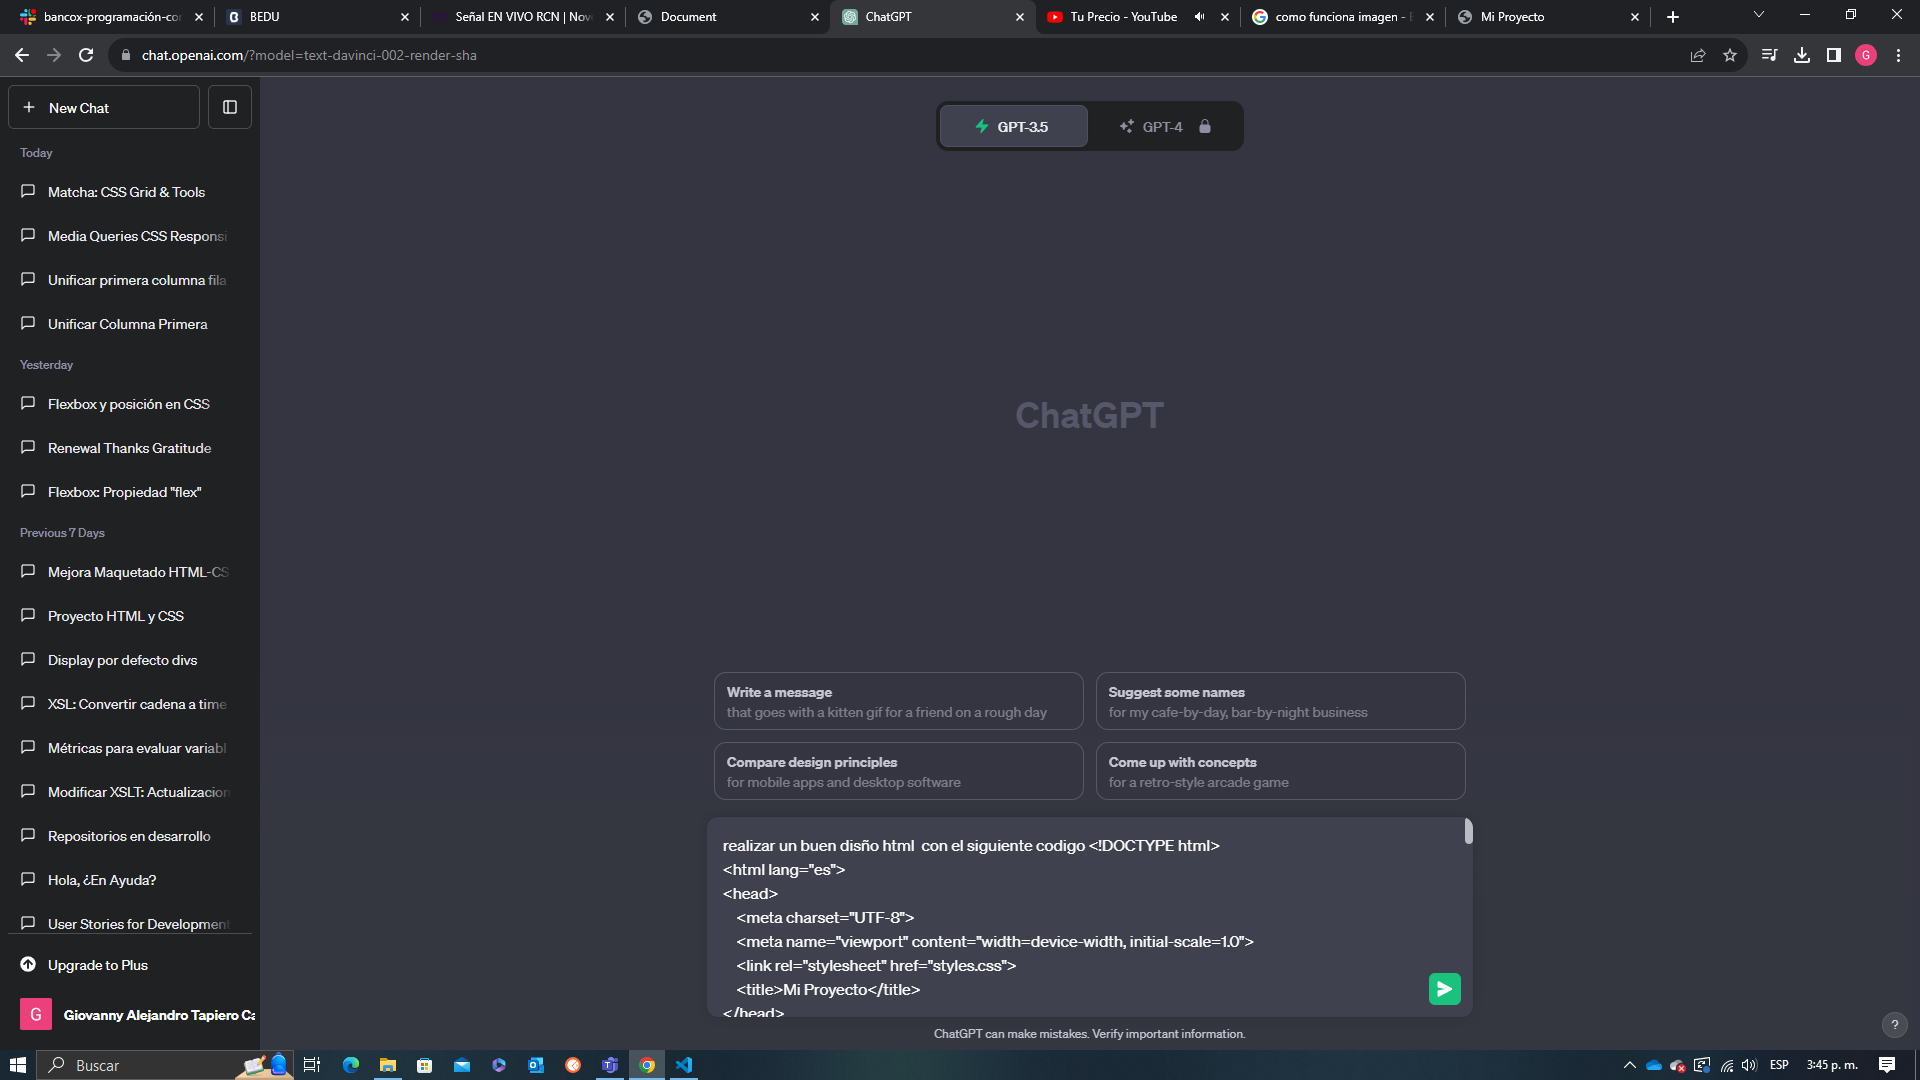 bancox-programación-co
BEDU
Señal EN VIVO RCN | Nov
Document
ChatGPT
Tu Precio - YouTube
como funciona imagen -
Mi Proyecto
chat.openai.com/?model=text-davinci-002-render-sha
G
New Chat
GPT-3.5
GPT-4
Today
Matcha: CSS Grid & Tools
Media Queries CSS Responsi
Unificar primera columna fila
Unificar Columna Primera
Yesterday
Flexbox y posición en CSS
Renewal Thanks Gratitude
Flexbox: Propiedad "flex"
Previous 7 Days
Mejora Maquetado HTML-CS
Proyecto HTML y CSS
Display por defecto divs
XSL: Convertir cadena a time
Métricas para evaluar variabl
Modificar XSLT: Actualizacion
Repositorios en desarrollo
Hola, ¿En Ayuda?
User Stories for Development
Upgrade to Plus
G
Giovanny Alejandro Tapiero Ca
ChatGPT
Write a message
that goes with a kitten gif for a friend on a rough day
Suggest some names
for my cafe-by-day, bar-by-night business
Compare design principles
for mobile apps and desktop software
Come up with concepts
for a retro-style arcade game
realizar un buen disño html  con el siguiente codigo <!DOCTYPE html>
<html lang="es">
<head>
    <meta charset="UTF-8">
    <meta name="viewport" content="width=device-width, initial-scale=1.0">
    <link rel="stylesheet" href="styles.css">
    <title>Mi Proyecto</title>
</head>
ChatGPT can make mistakes. Verify important information.
?
Buscar
ESP
3:45 p. m.